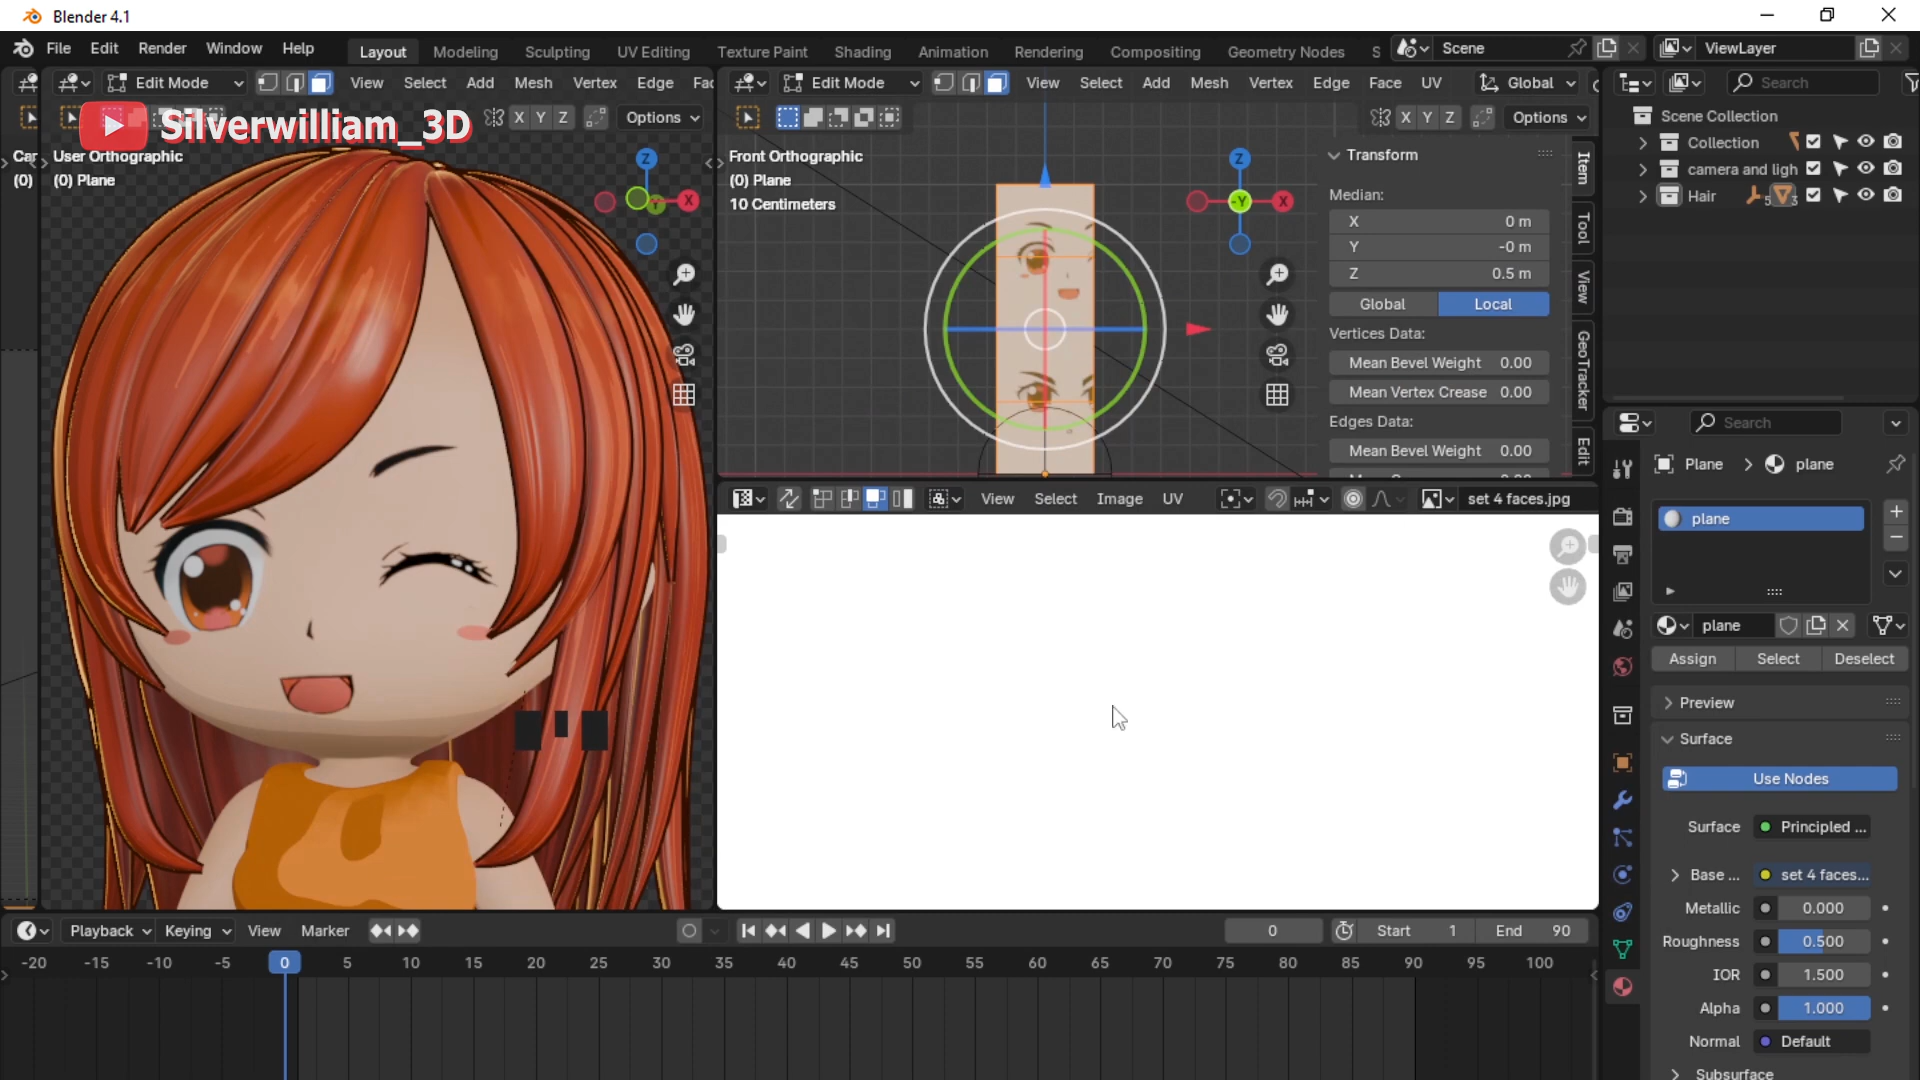 Blender 4.1
File Edit Render Window Help Layout Modeling Sculpting UV Editing Texture Paint Shading Animation Rendering Compositing Geometry Nodes S Scene ViewLayer
Edit Mode View Select Add Mesh Vertex Edge Fac
Edit Mode View Select Add Mesh Vertex Edge Face UV Global
Search
X Y Z Options
X Y Z Options
Silverwilliam_3D
Car User Orthographic
(0) (0) Plane
Z
X
Y
Front Orthographic
(0) Plane
10 Centimeters
Z
-Y
X
Transform
Median:
X 0 m
Y -0 m
Z 0.5 m
Global Local
Vertices Data:
Mean Bevel Weight 0.00
Mean Vertex Crease 0.00
Edges Data:
Mean Bevel Weight 0.00
Item
Tool
View
GeoTracker
Edit
Scene Collection
Collection
camera and ligh
Hair 5 3
Search
Plane plane
plane
plane
Assign Select Deselect
Preview
Surface
Use Nodes
Surface Principled ...
Base ... set 4 faces...
Metallic 0.000
Roughness 0.500
IOR 1.500
Alpha 1.000
Normal Default
Subsurface
View Select Image UV set 4 faces.jpg
Playback Keying View Marker 0 Start 1 End 90
-20 -15 -10 -5 0 5 10 15 20 25 30 35 40 45 50 55 60 65 70 75 80 85 90 95 100